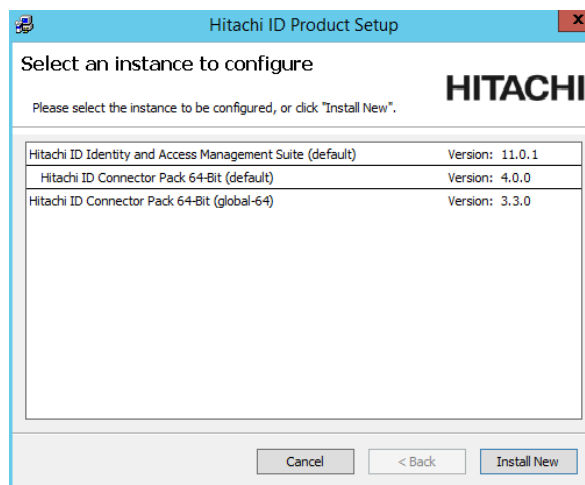 Hitachi ID Product Setup
x
Select an instance to configure
HITACHI
Please select the instance to be configured, or click "Install New".
Hitachi ID Identity and Access Management Suite (default) Version: 11.0.1
Hitachi ID Connector Pack 64-Bit (default) Version: 4.0.0
Hitachi ID Connector Pack 64-Bit (global-64) Version: 3.3.0
Cancel < Back Install New